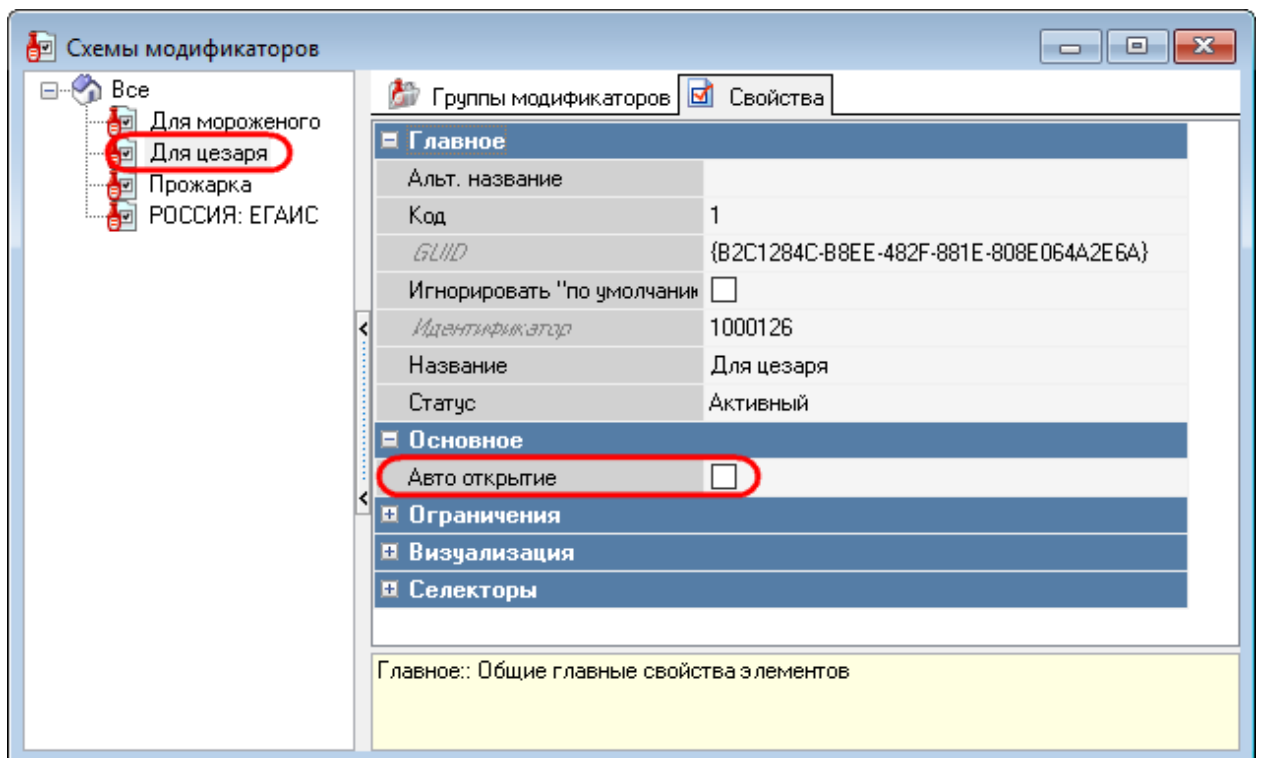 Схемы модификаторов
Все
Для мороженого
Для цезаря
Прожарка
РОССИЯ: ЕГАИС
Группы модификаторов
Свойства
Главное
Альт. название
Код 1
GUID {B2C1284C-B8EE-482F-881E-808E064A2E6A}
Игнорировать "по умолчани
Идентификатор 1000126
Название Для цезаря
Статус Активный
Основное
Авто открытие
Ограничения
Визуализация
Селекторы
Главное:: Общие главные свойства элементов